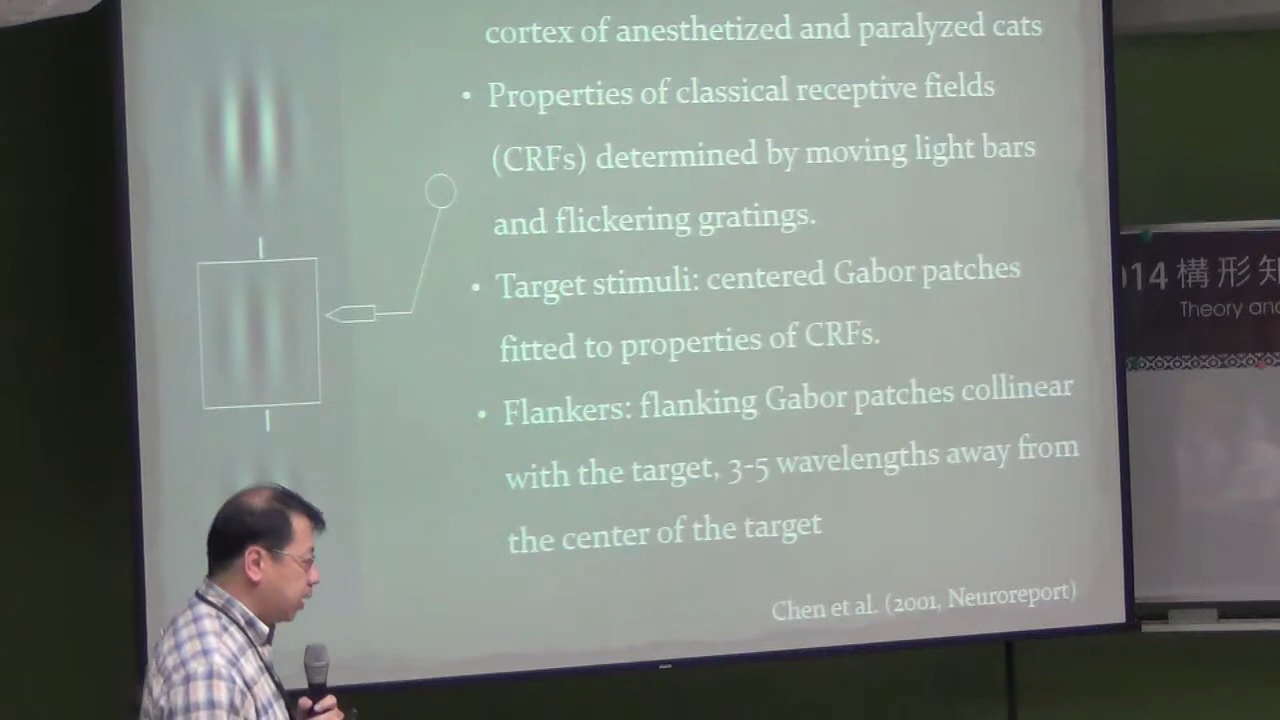 cortex of anesthetized and paralyzed cats
• Properties of classical receptive fields
(CRFs) determined by moving light bars
and flickering gratings.
• Target stimuli: centered Gabor patches
fitted to properties of CRFs.
• Flankers: flanking Gabor patches collinear
with the target, 3-5 wavelengths away from
the center of the target
Chen et al. (2001, Neuroreport)
014 構形知
Theory and